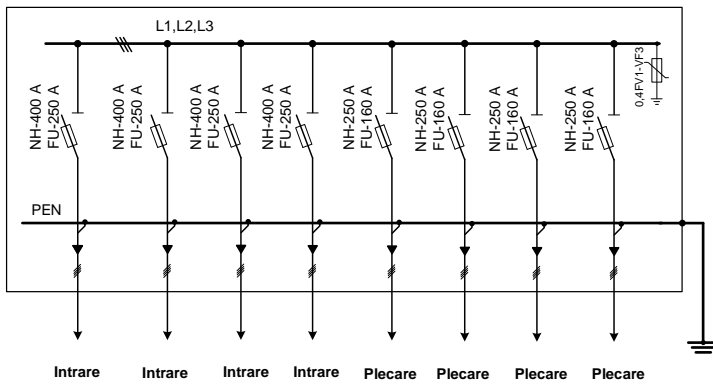 L1,L2,L3
NH-400 A
FU-250 A
NH-400 A
FU-250 A
NH-400 A
FU-250 A
NH-400 A
FU-250 A
NH-250 A
FU-160 A
NH-250 A
FU-160 A
NH-250 A
FU-160 A
NH-250 A
FU-160 A
0,4FV1-VF3
PEN
Intrare Intrare Intrare Intrare Plecare Plecare Plecare Plecare